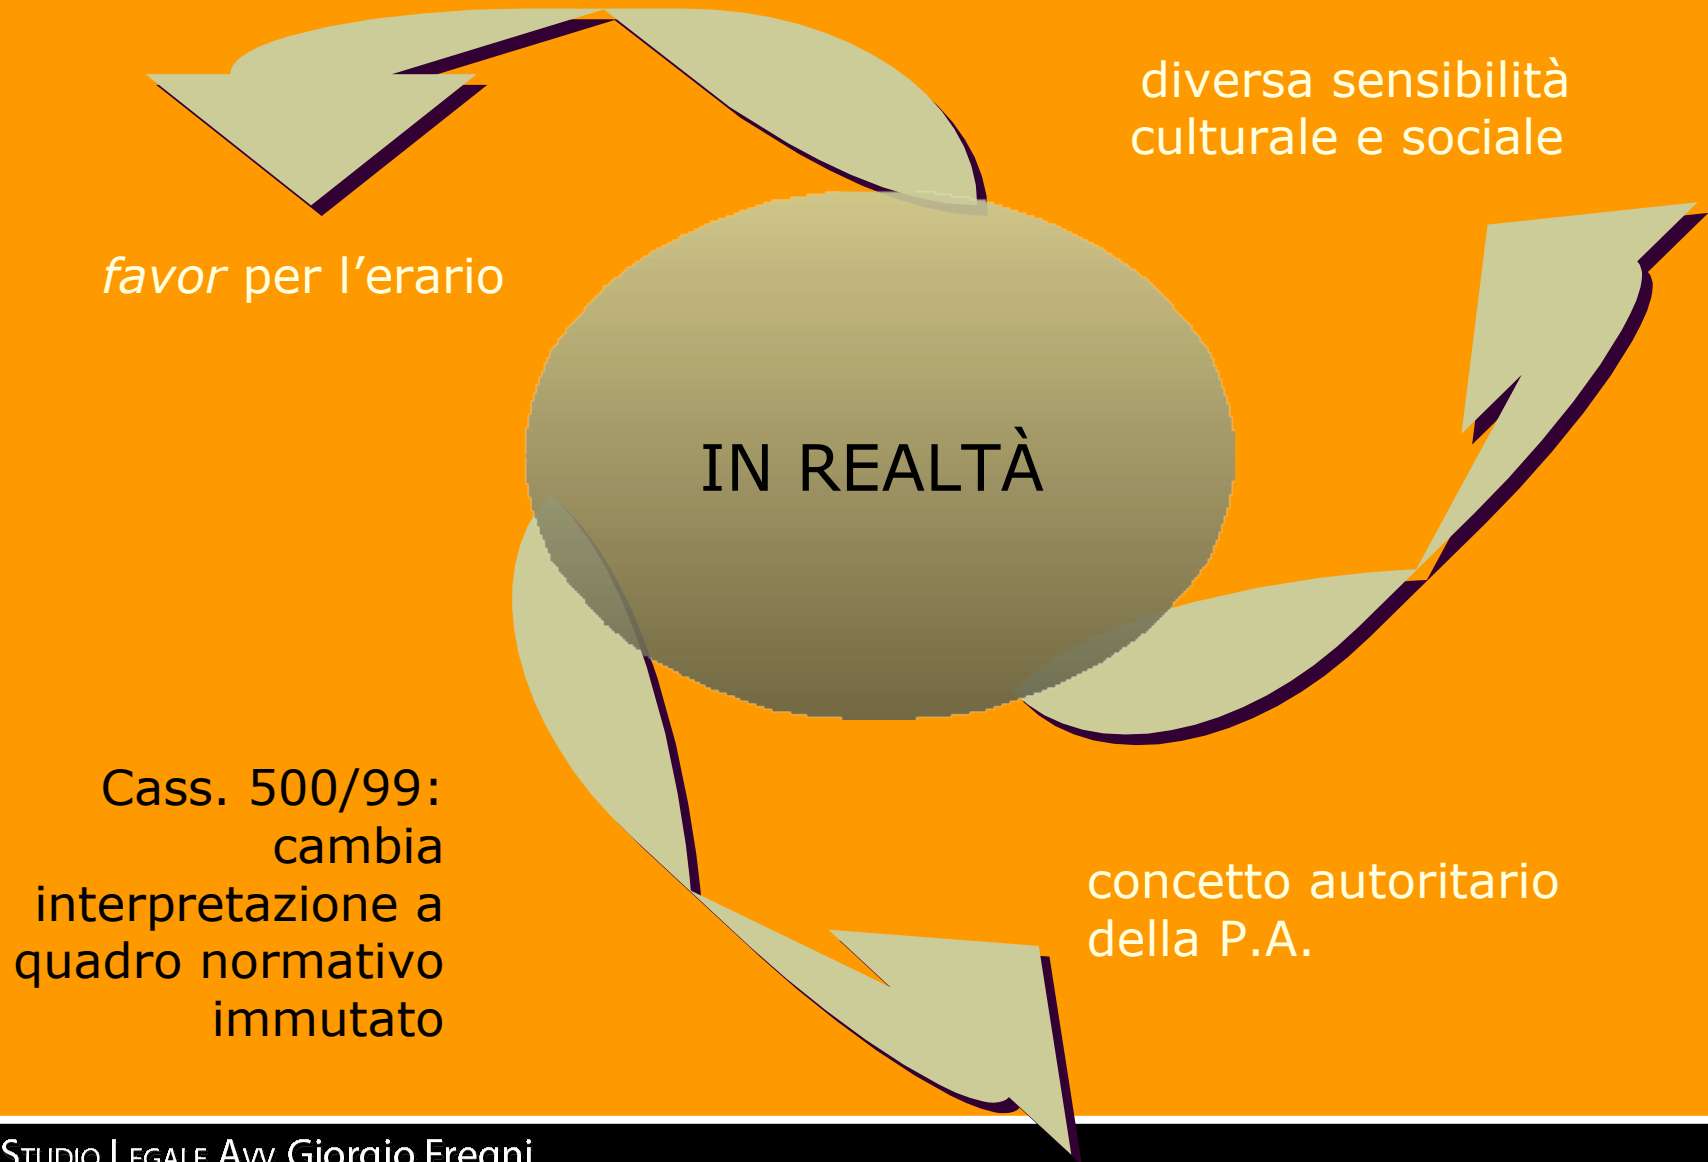 diversa sensibilità
culturale e sociale
favor per l’erario
IN REALTÀ
Cass. 500/99:
cambia
interpretazione a
quadro normativo
immutato
concetto autoritario
della P.A.
STUDIO LEGALE AVV Giorgio Fregni